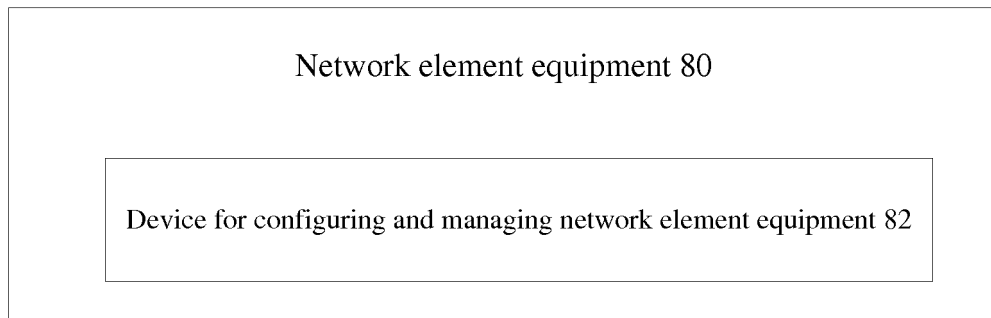 Network element equipment 80
Device for configuring and managing network element equipment 82